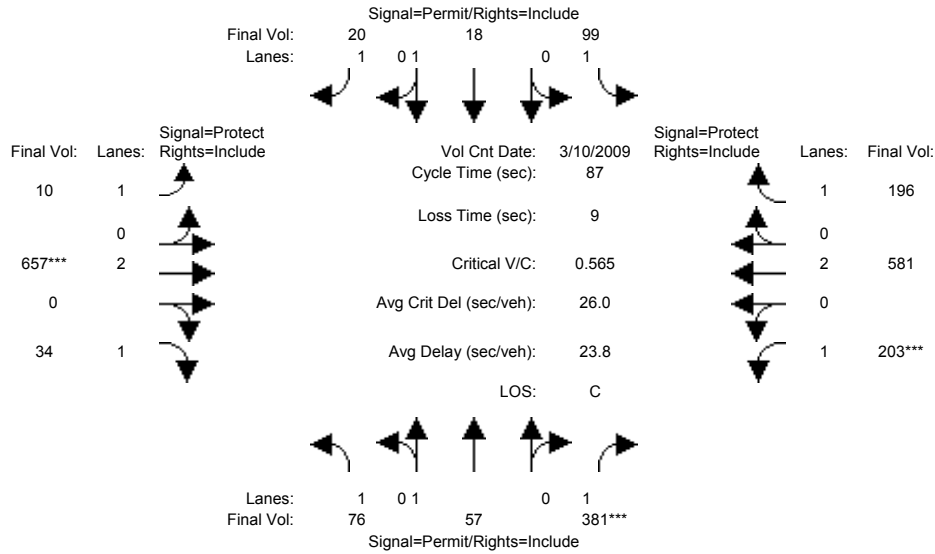 Signal=Permit/Rights=Include
Final Vol: 20 18 99
Lanes: 1 0 1 0 1
Signal=Protect Signal=Protect
Final Vol: Lanes: Rights=Include Vol Cnt Date: 3/10/2009 Rights=Include Lanes: Final Vol:
Cycle Time (sec): 87
10 1 1 196
Loss Time (sec): 9
0 0
657*** 2 Critical V/C: 0.565 2 581
0 Avg Crit Del (sec/veh): 26.0 0
34 1 Avg Delay (sec/veh): 23.8 1 203***
LOS: C
Lanes: 1 0 1 0 1
Final Vol: 76 57 381***
Signal=Permit/Rights=Include